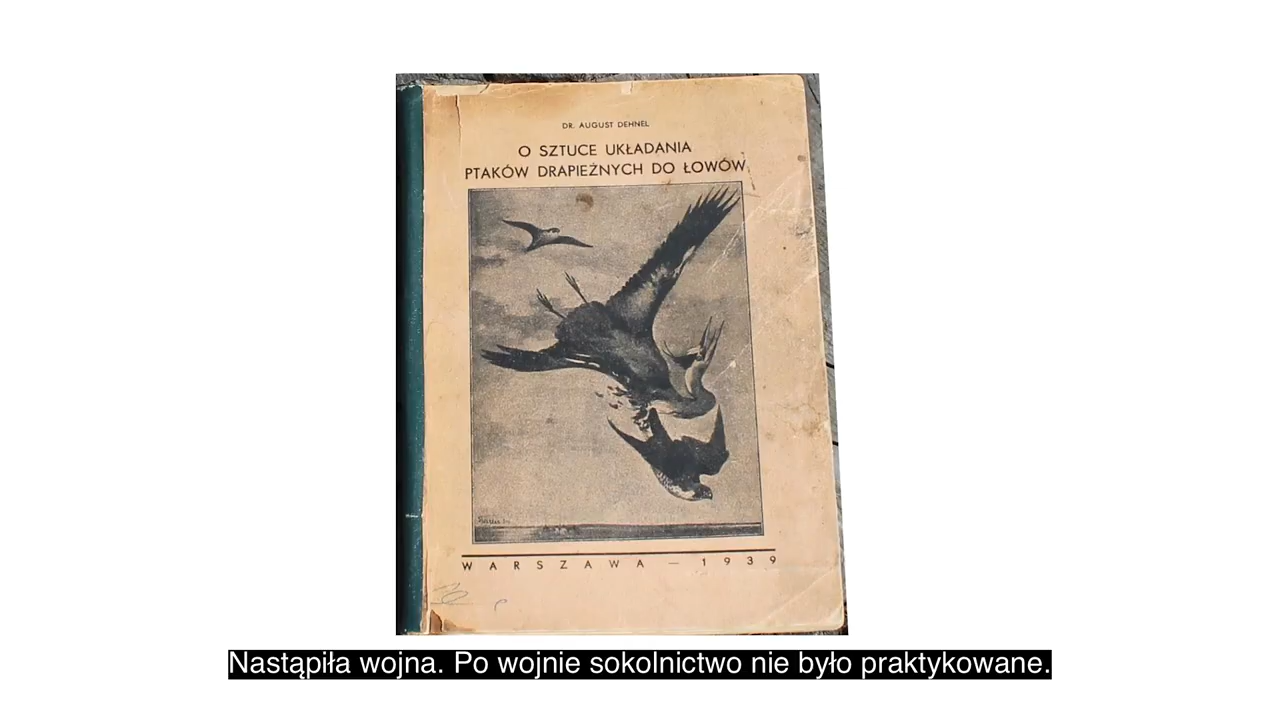 DR. AUGUST DEHNEL
O SZTUCE UKŁADANIA
PTAKÓW DRAPIEŻNYCH DO ŁOWÓW
WARSZAWA — 1939
Nastąpiła wojna. Po wojnie sokolnictwo nie było praktykowane.